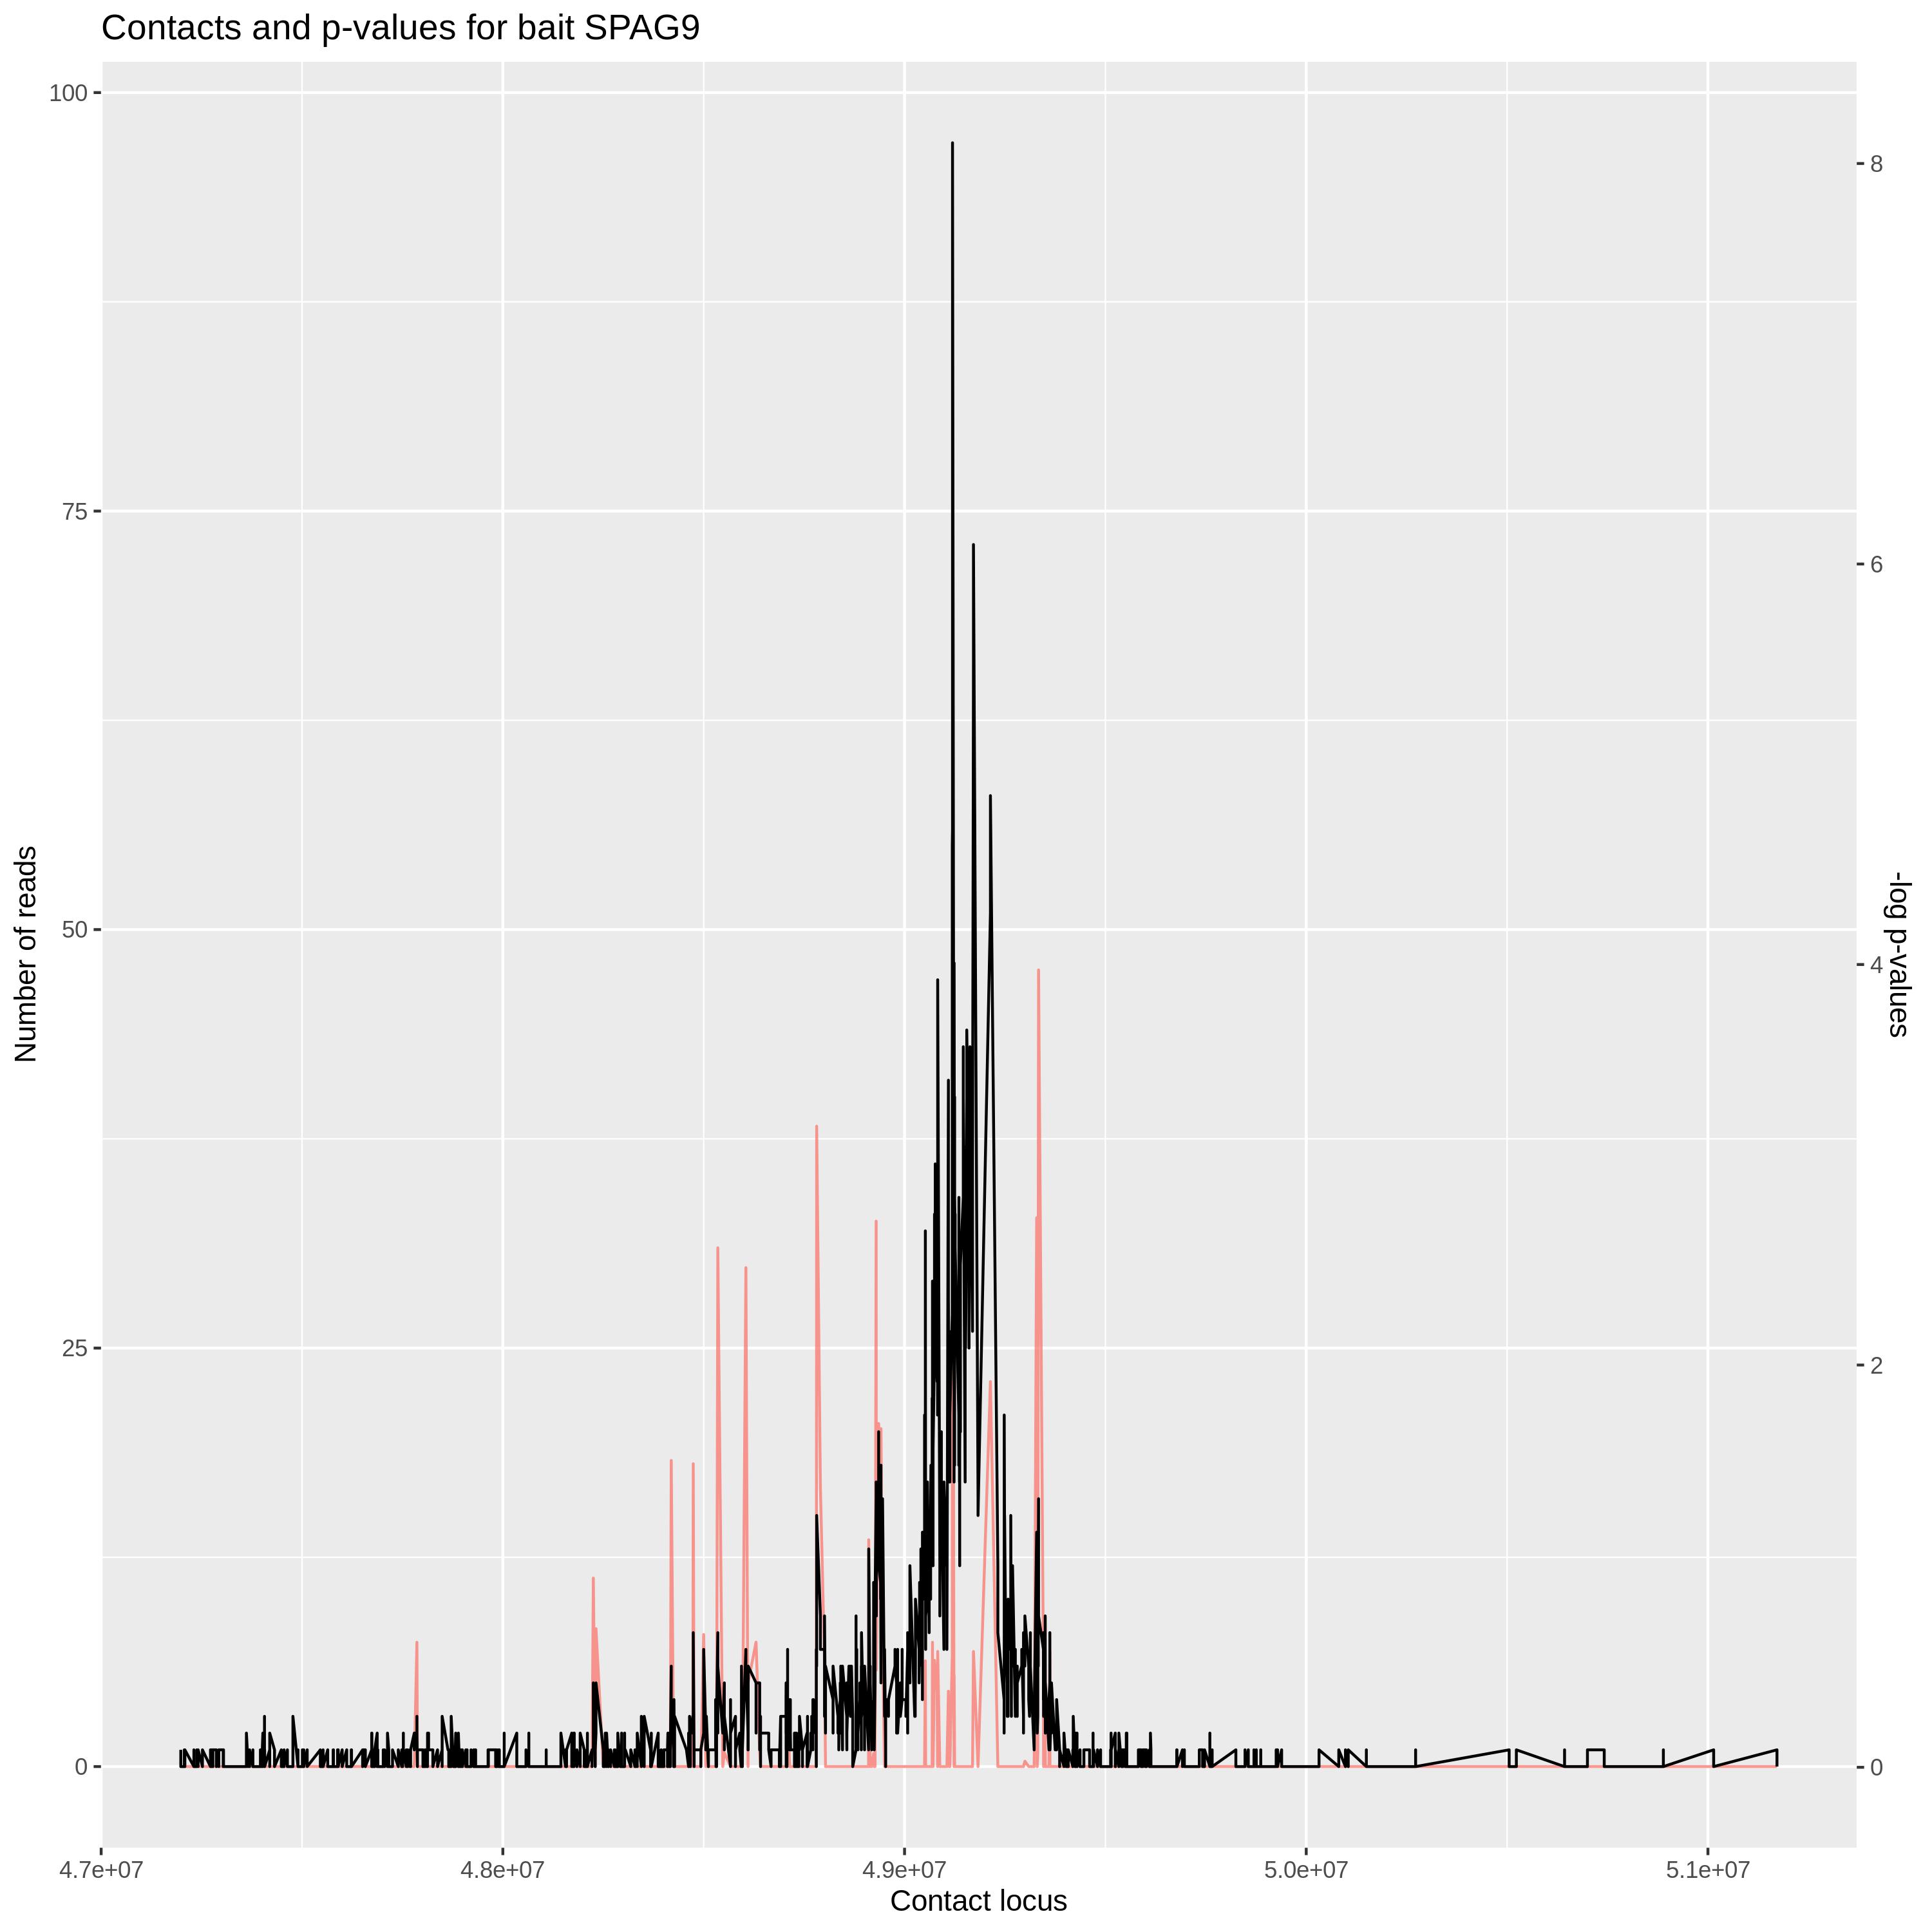 Contacts and p-values for bait SPAG9
100
75
50
25
0
Number of reads
8
6
4
2
0
-log p-values
4.7e+07 4.8e+07 4.9e+07 5.0e+07 5.1e+07
Contact locus